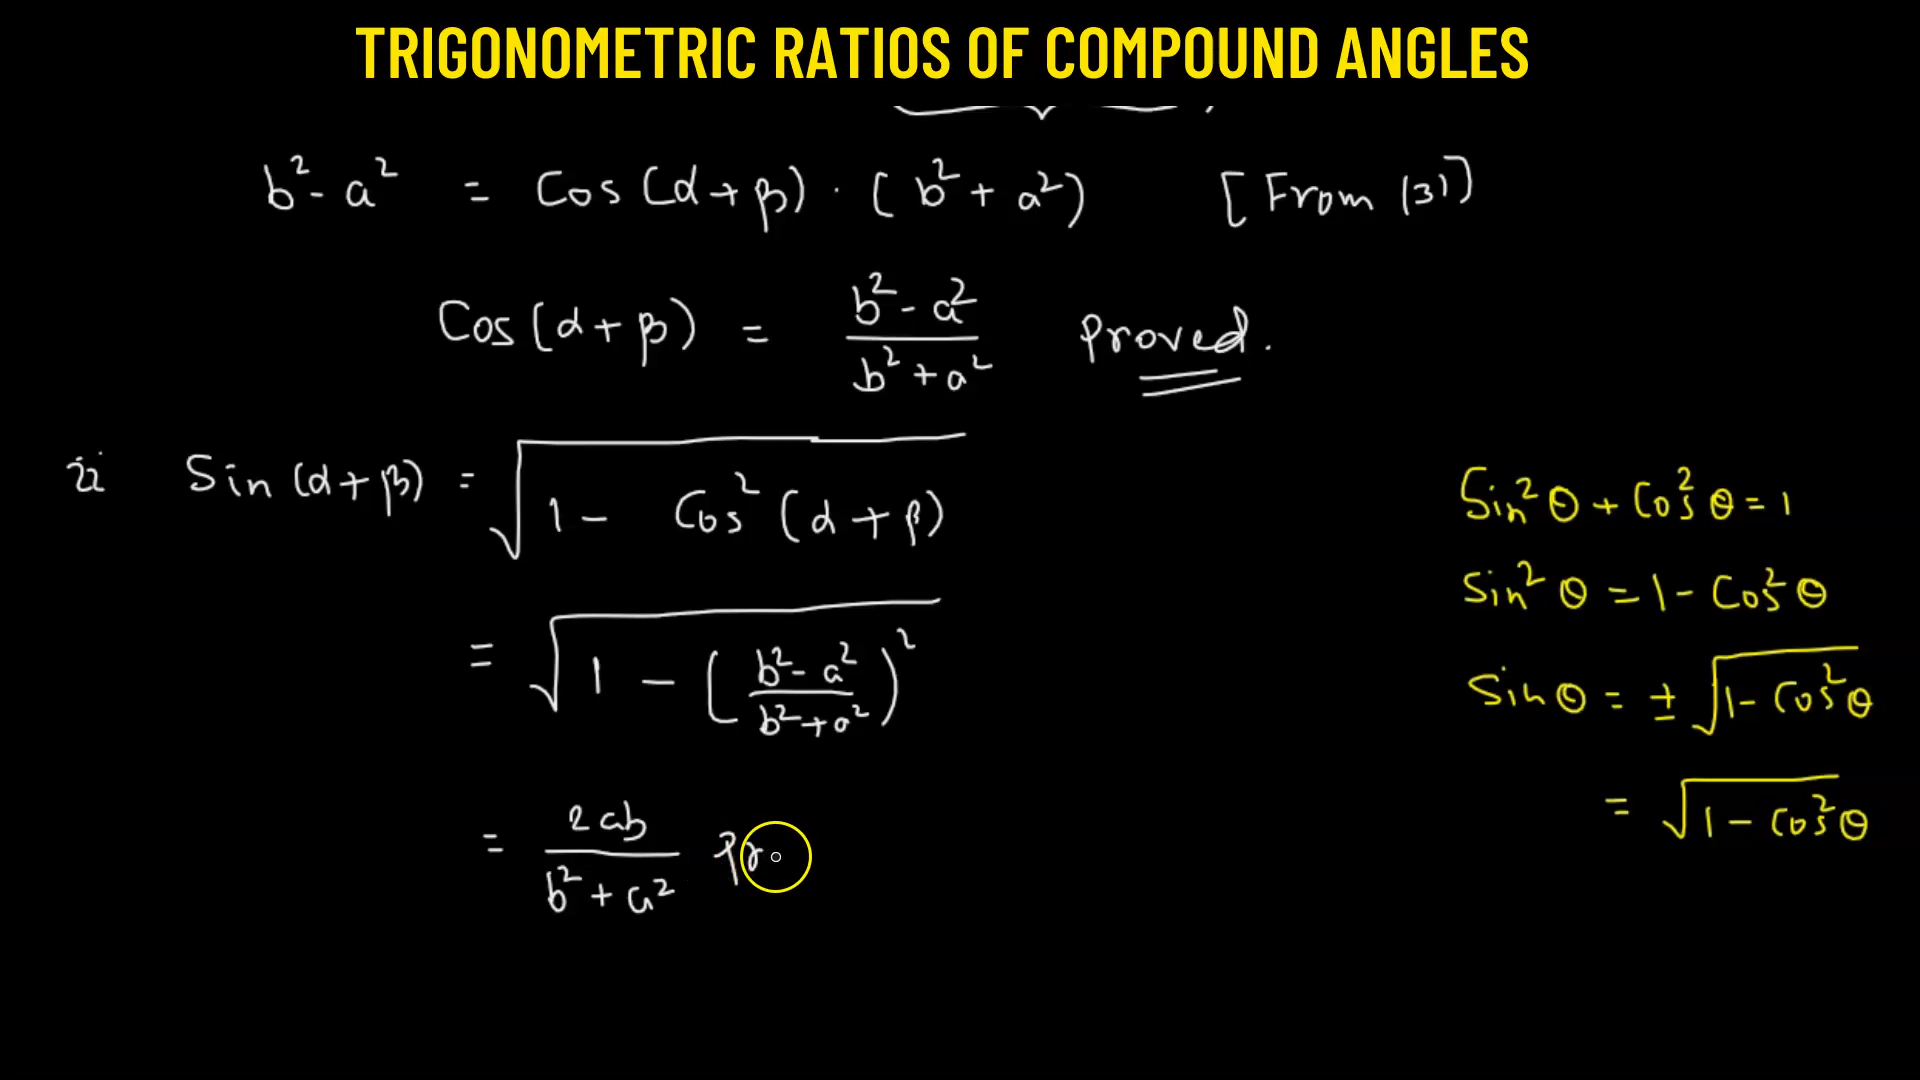 TRIGONOMETRIC RATIOS OF COMPOUND ANGLES
b² - a² = Cos(α+β) · (b² + a²) [From (3)]
Cos(α+β) = (b² - a²)/(b² + a²) Proved.
ii Sin(α+β) = √(1 - Cos²(α+β))
= √(1 - ((b² - a²)/(b² + a²))²)
= 2ab/(b² + a²) Pro
Sin²θ + Cos²θ = 1
Sin²θ = 1 - Cos²θ
Sinθ = ± √(1 - Cos²θ)
= √(1 - Cos²θ)